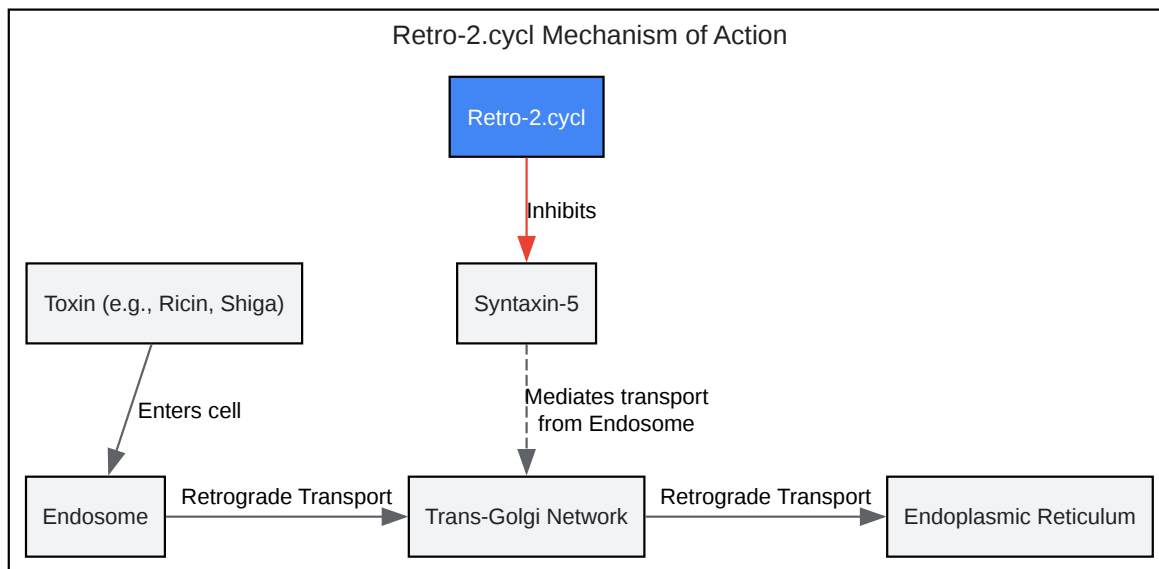 Retro-2.cycl Mechanism of Action
Retro-2.cycl
Inhibits
Toxin (e.g., Ricin, Shiga)
Syntaxin-5
Enters cell
Mediates transport
from Endosome
Endosome
Retrograde Transport
Trans-Golgi Network
Retrograde Transport
Endoplasmic Reticulum